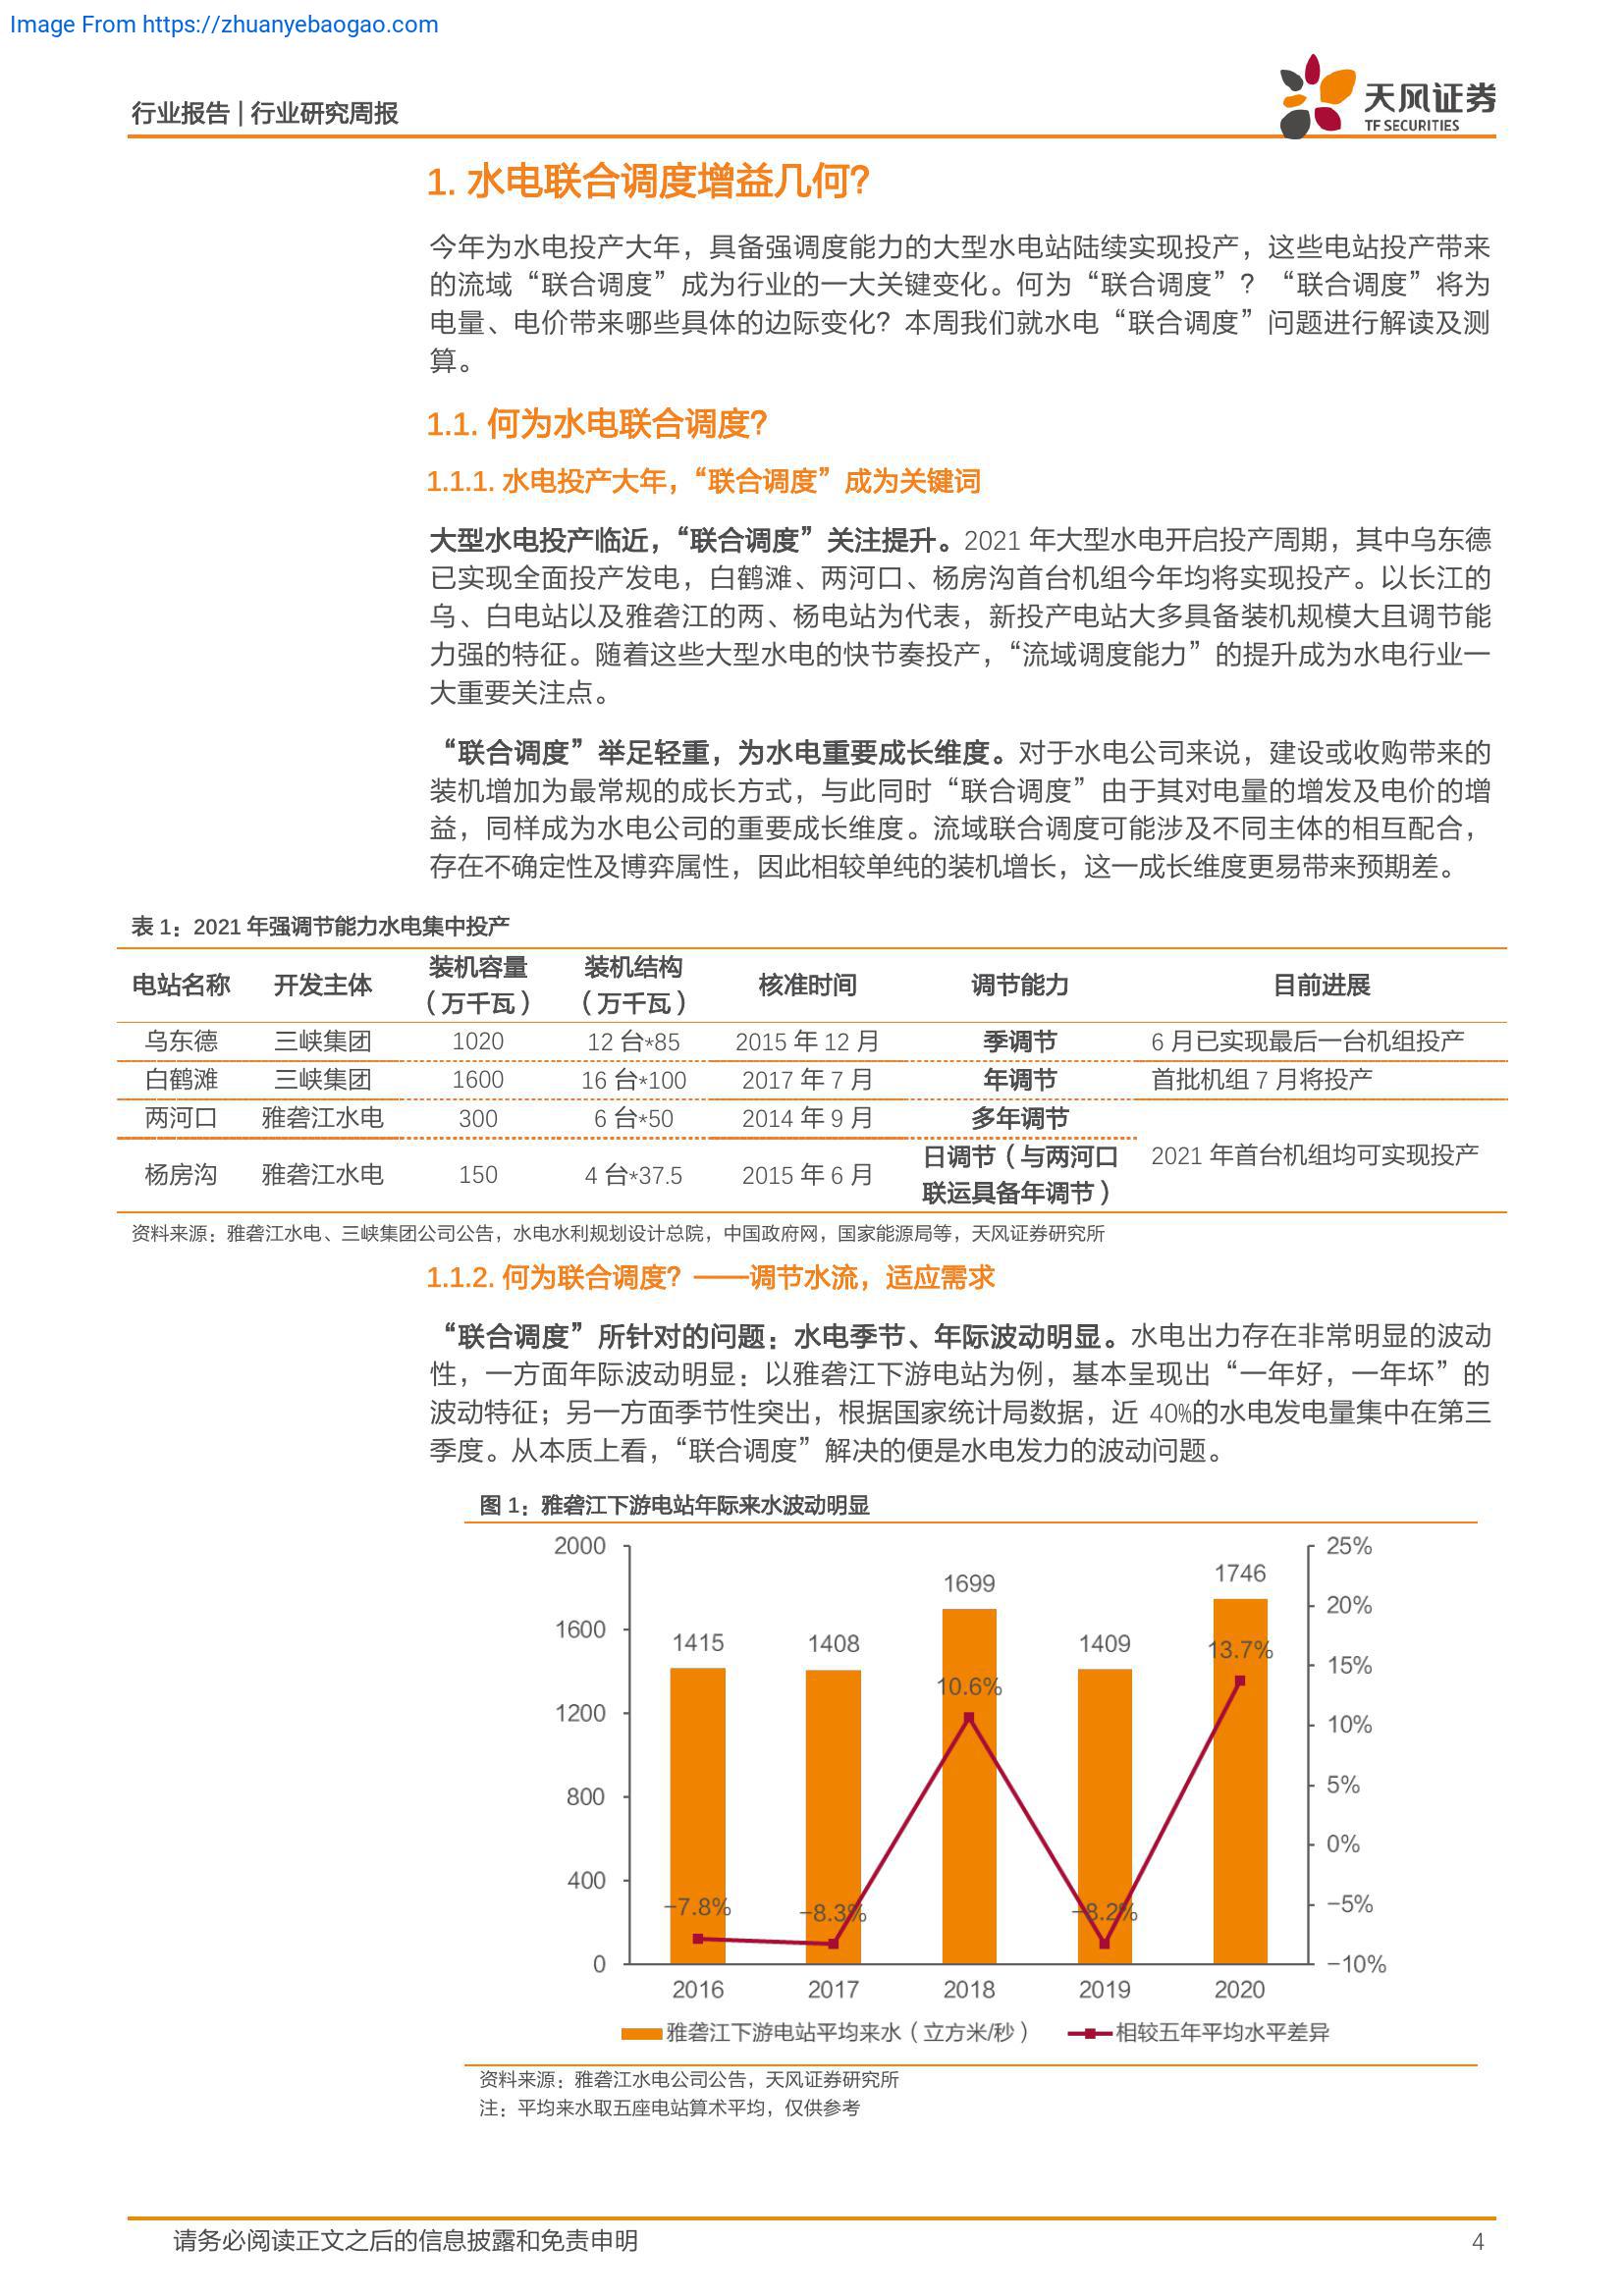 Image From https://zhuanyebaogao.com
行业报告 | 行业研究周报
天风证券
TF SECURITIES
1. 水电联合调度增益几何？
今年为水电投产大年，具备强调度能力的大型水电站陆续实现投产，这些电站投产带来
的流域“联合调度”成为行业的一大关键变化。何为“联合调度”？“联合调度”将为
电量、电价带来哪些具体的边际变化？本周我们就水电“联合调度”问题进行解读及测
算。
1.1. 何为水电联合调度？
1.1.1. 水电投产大年，“联合调度”成为关键词
大型水电投产临近，“联合调度”关注提升。2021 年大型水电开启投产周期，其中乌东德
已实现全面投产发电，白鹤滩、两河口、杨房沟首台机组今年均将实现投产。以长江的
乌、白电站以及雅砻江的两、杨电站为代表，新投产电站大多具备装机规模大且调节能
力强的特征。随着这些大型水电的快节奏投产，“流域调度能力”的提升成为水电行业一
大重要关注点。
“联合调度”举足轻重，为水电重要成长维度。对于水电公司来说，建设或收购带来的
装机增加为最常规的成长方式，与此同时“联合调度”由于其对电量的增发及电价的增
益，同样成为水电公司的重要成长维度。流域联合调度可能涉及不同主体的相互配合，
存在不确定性及博弈属性，因此相较单纯的装机增长，这一成长维度更易带来预期差。
表 1：2021 年强调节能力水电集中投产
电站名称 开发主体 装机容量（万千瓦） 装机结构（万千瓦） 核准时间 调节能力 目前进展
乌东德 三峡集团 1020 12 台*85 2015 年 12 月 季调节 6 月已实现最后一台机组投产
白鹤滩 三峡集团 1600 16 台*100 2017 年 7 月 年调节 首批机组 7 月将投产
两河口 雅砻江水电 300 6 台*50 2014 年 9 月 多年调节
杨房沟 雅砻江水电 150 4 台*37.5 2015 年 6 月 日调节（与两河口联运具备年调节） 2021 年首台机组均可实现投产
资料来源：雅砻江水电、三峡集团公司公告，水电水利规划设计总院，中国政府网，国家能源局等，天风证券研究所
1.1.2. 何为联合调度？——调节水流，适应需求
“联合调度”所针对的问题：水电季节、年际波动明显。水电出力存在非常明显的波动
性，一方面年际波动明显：以雅砻江下游电站为例，基本呈现出“一年好，一年坏”的
波动特征；另一方面季节性突出，根据国家统计局数据，近 40%的水电发电量集中在第三
季度。从本质上看，“联合调度”解决的便是水电发力的波动问题。
图 1：雅砻江下游电站年际来水波动明显
2000
1600
1200
800
400
0
1415 1408 1699 1409 1746
−7.8% −8.3% 10.6% −8.2% 13.7%
25%
20%
15%
10%
5%
0%
−5%
−10%
2016 2017 2018 2019 2020
雅砻江下游电站平均来水（立方米/秒） 相较五年平均水平差异
资料来源：雅砻江水电公司公告，天风证券研究所
注：平均来水取五座电站算术平均，仅供参考
请务必阅读正文之后的信息披露和免责申明
4